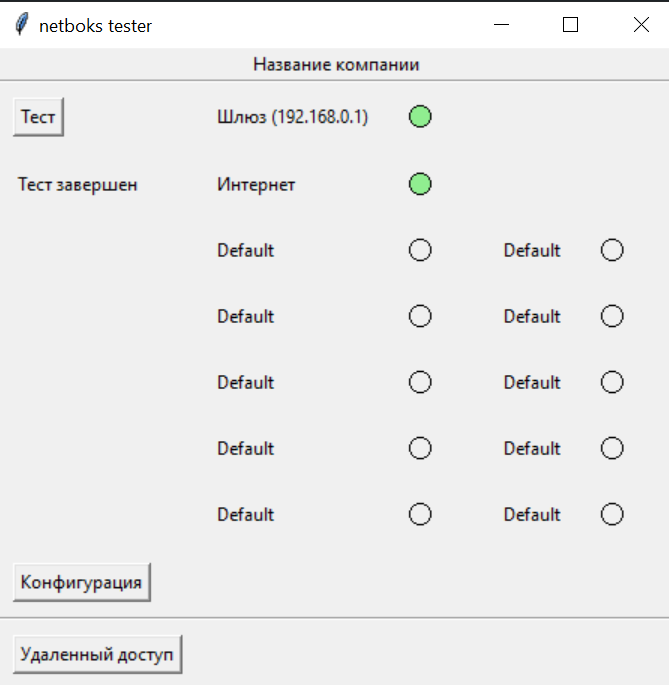 netboks tester
Название компании
Тест Шлюз (192.168.0.1)
Тест завершен Интернет
Default Default
Default Default
Default Default
Default Default
Default Default
Конфигурация
Удаленный доступ